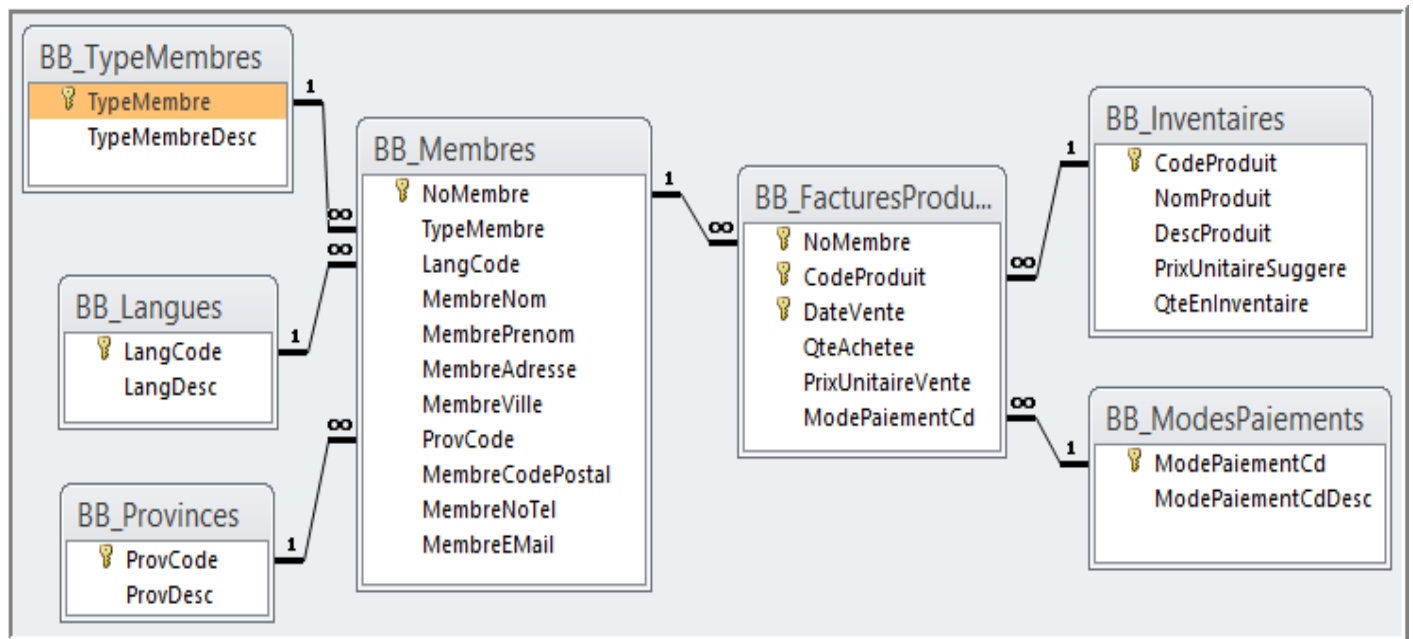 BB_TypeMembres
TypeMembre
TypeMembreDesc
1
∞
BB_Langues
LangCode
LangDesc
1
∞
BB_Provinces
ProvCode
ProvDesc
1
∞
BB_Membres
NoMembre
TypeMembre
LangCode
MembreNom
MembrePrenom
MembreAdresse
MembreVille
ProvCode
MembreCodePostal
MembreNoTel
MembreEMail
1
∞
BB_FacturesProdu...
NoMembre
CodeProduit
DateVente
QteAchetee
PrixUnitaireVente
ModePaiementCd
∞
1
∞
1
BB_Inventaires
CodeProduit
NomProduit
DescProduit
PrixUnitaireSuggere
QteEnInventaire
BB_ModesPaiements
ModePaiementCd
ModePaiementCdDesc